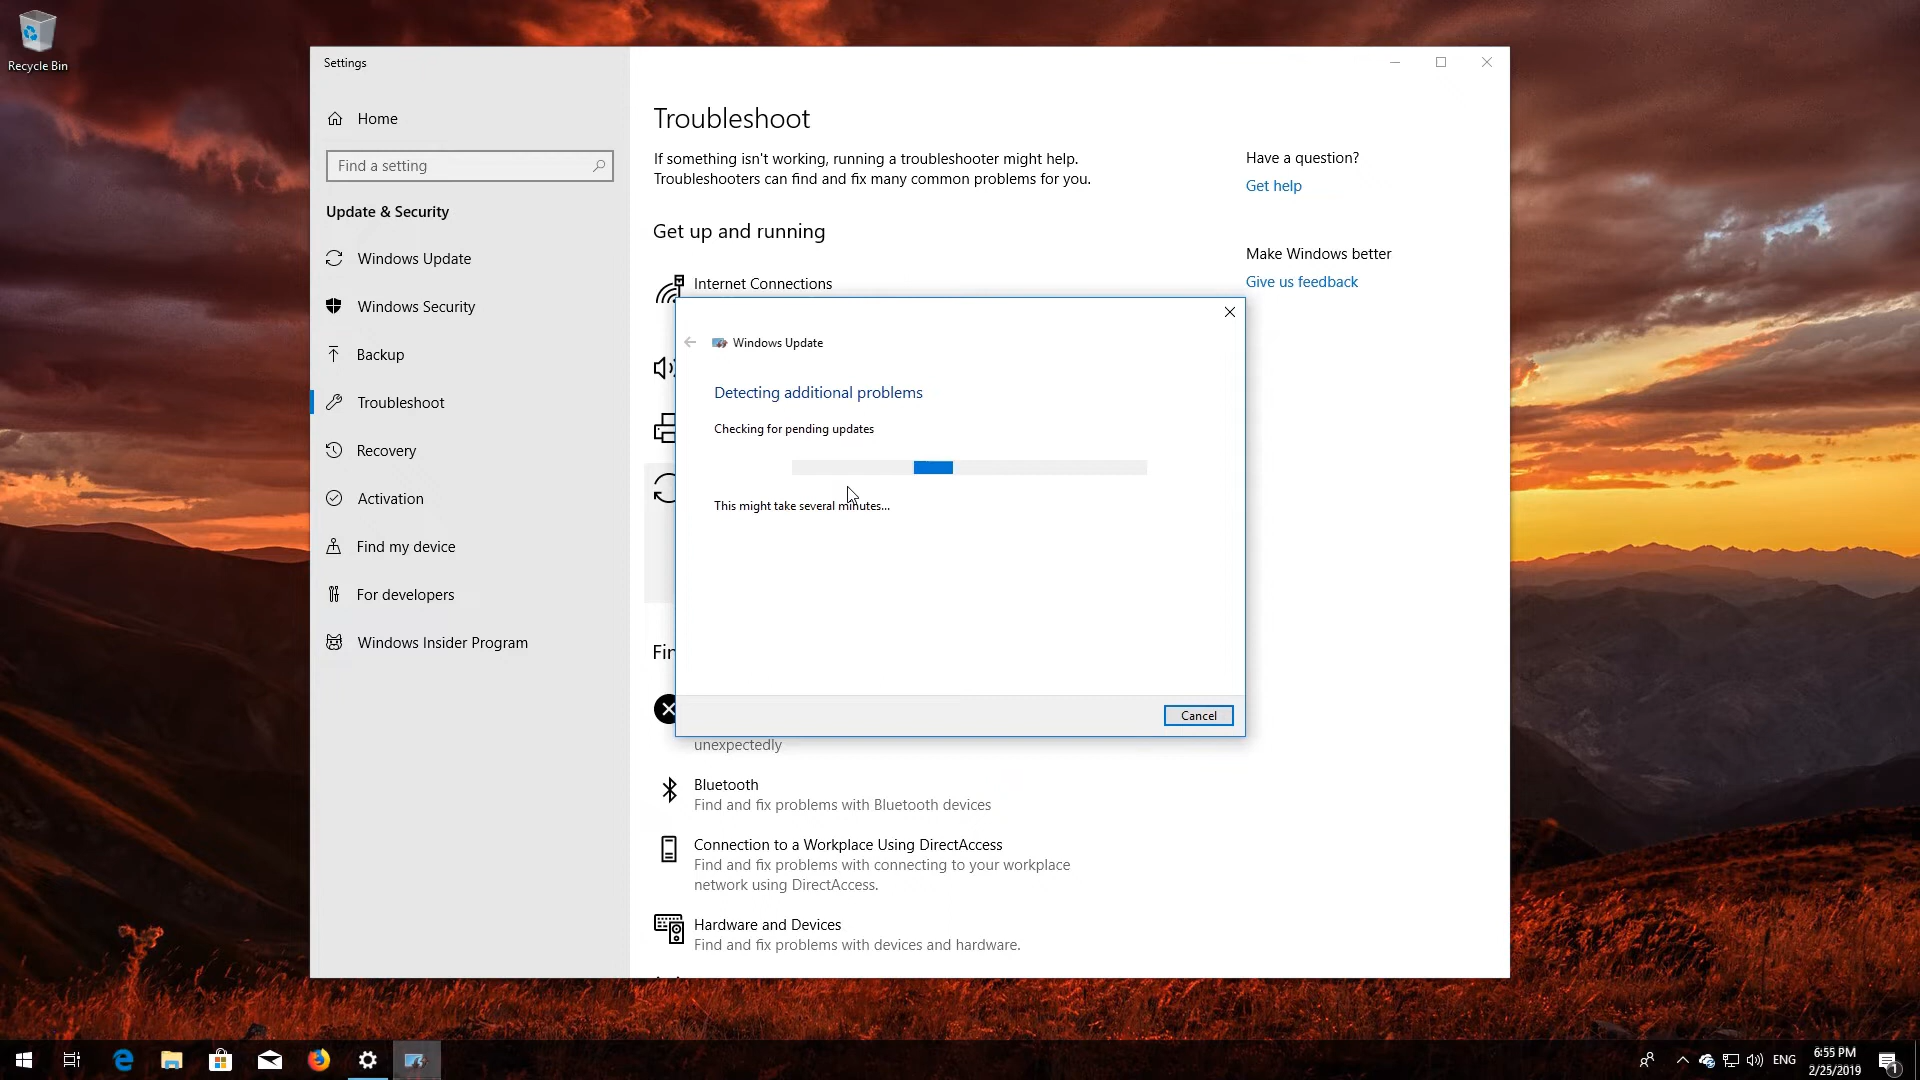 Recycle Bin
Settings
Home
Find a setting
Update & Security
Windows Update
Windows Security
Backup
Troubleshoot
Recovery
Activation
Find my device
For developers
Windows Insider Program
Troubleshoot
If something isn't working, running a troubleshooter might help.
Troubleshooters can find and fix many common problems for you.
Get up and running
Internet Connections
Windows Update
Detecting additional problems
Checking for pending updates
This might take several minutes...
Cancel
Fin
unexpectedly
Bluetooth
Find and fix problems with Bluetooth devices
Connection to a Workplace Using DirectAccess
Find and fix problems with connecting to your workplace
network using DirectAccess.
Hardware and Devices
Find and fix problems with devices and hardware.
Have a question?
Get help
Make Windows better
Give us feedback
ENG
6:55 PM
2/25/2019
1